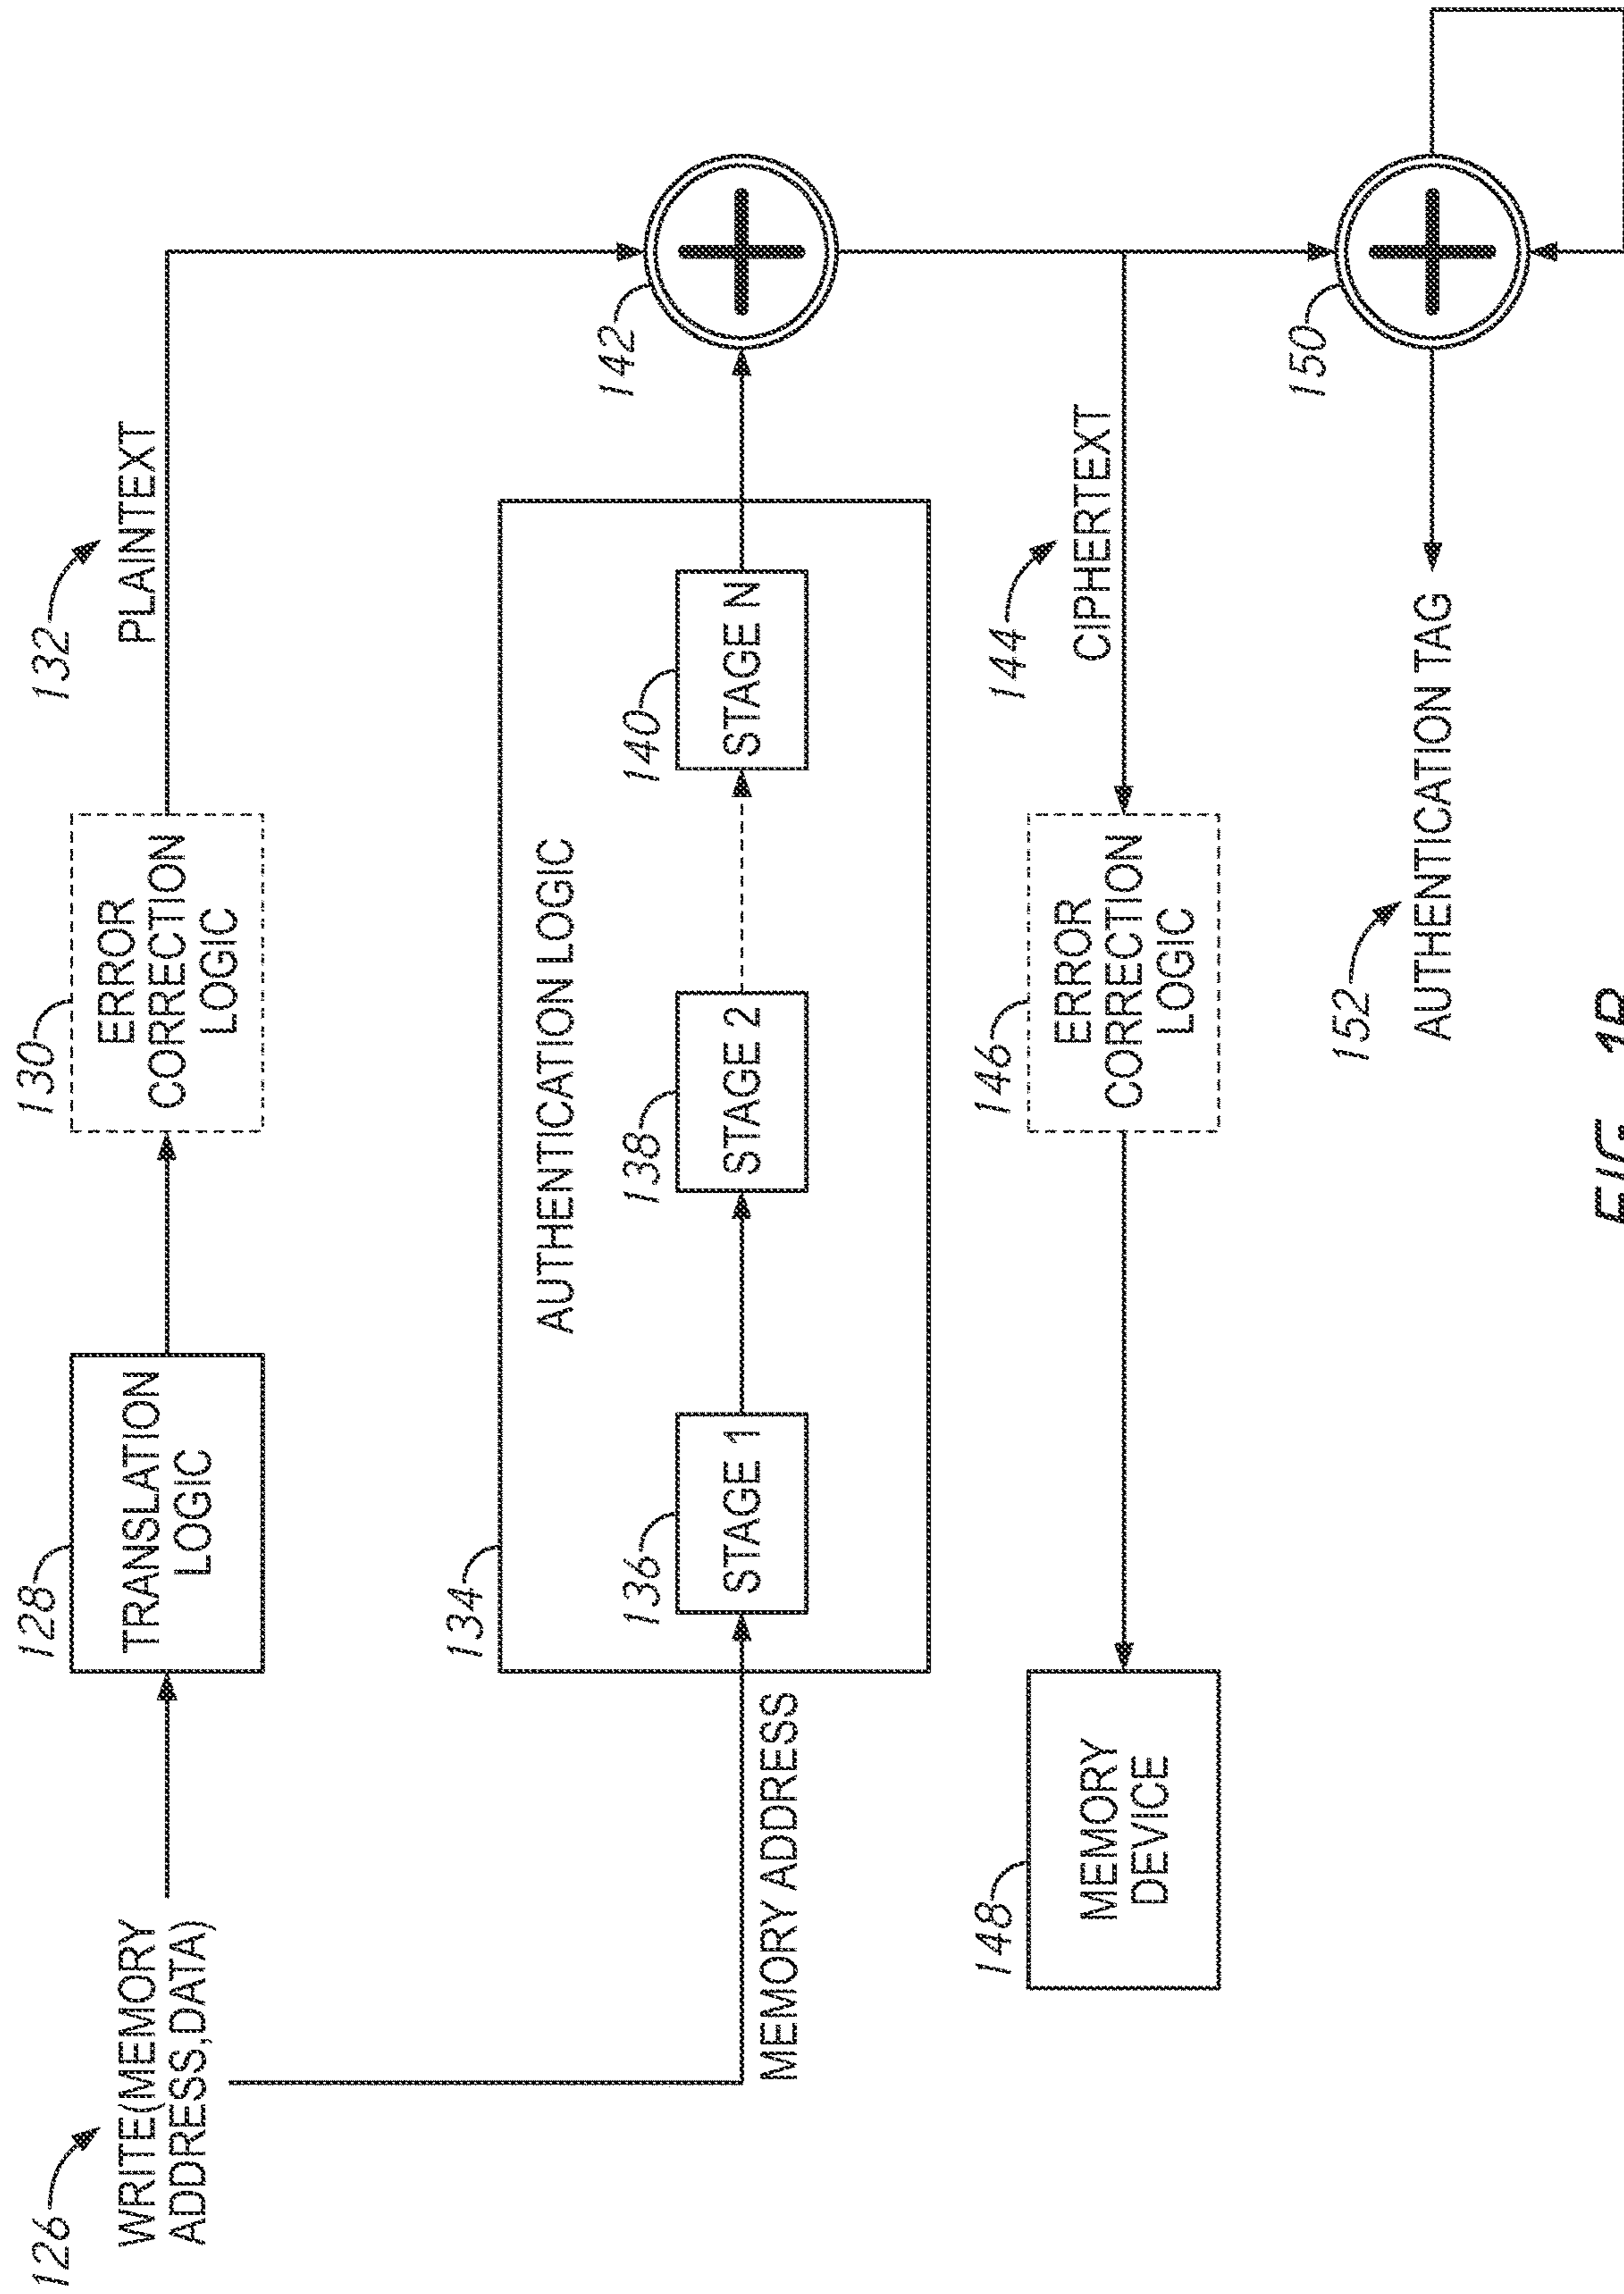 126
WRITE(MEMORY
ADDRESS,DATA)
128
TRANSLATION
LOGIC
130
ERROR
CORRECTION
LOGIC
132
PLAINTEXT
134
AUTHENTICATION LOGIC
MEMORY ADDRESS
136
STAGE 1
138
STAGE 2
140
STAGE N
142
148
MEMORY
DEVICE
146
ERROR
CORRECTION
LOGIC
144
CIPHERTEXT
152
AUTHENTICATION TAG
150
FIG. 1B